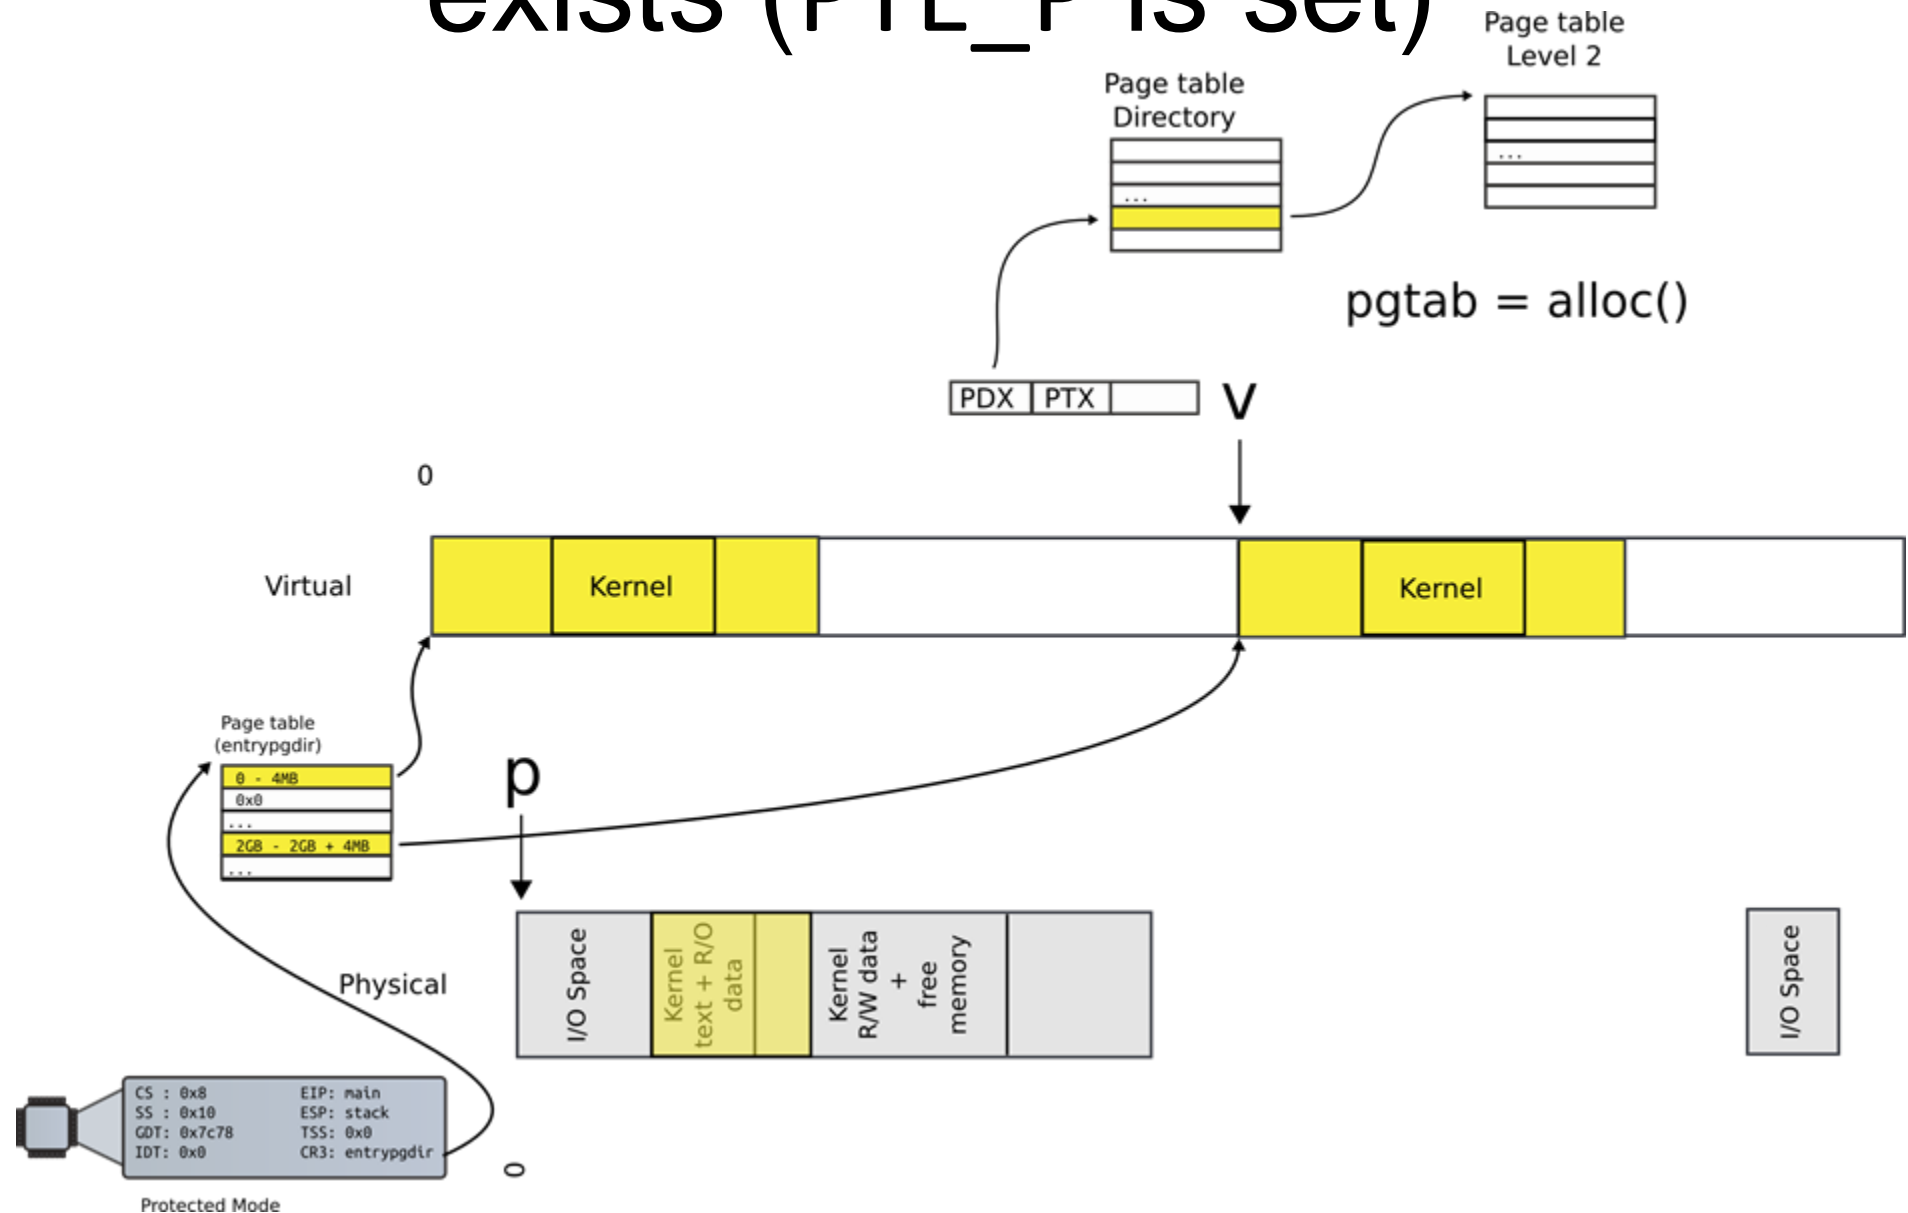 exists (PTE_P is set)
Page table
Level 2
Page table
Directory
...
...
pgtab = alloc()
PDX PTX
v
0
Virtual
Kernel
Kernel
Page table
(entrypgdir)
0 - 4MB
0x0
...
2GB - 2GB + 4MB
...
p
Physical
I/O Space
Kernel
text + R/O
data
Kernel
R/W data
+
free
memory
I/O Space
CS : 0x8 EIP: main
SS : 0x10 ESP: stack
GDT: 0x7c78 TSS: 0x0
IDT: 0x0 CR3: entrypgdir
0
Protected Mode